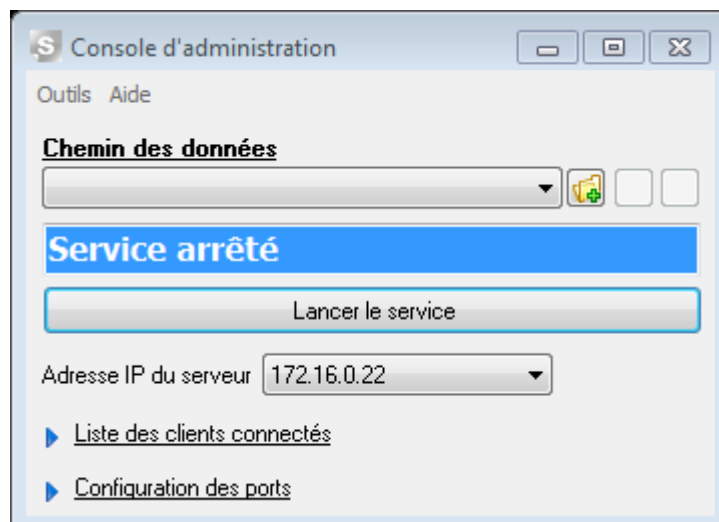 S Console d'administration
Outils Aide
Chemin des données
Service arrêté
Lancer le service
Adresse IP du serveur 172.16.0.22
Liste des clients connectés
Configuration des ports